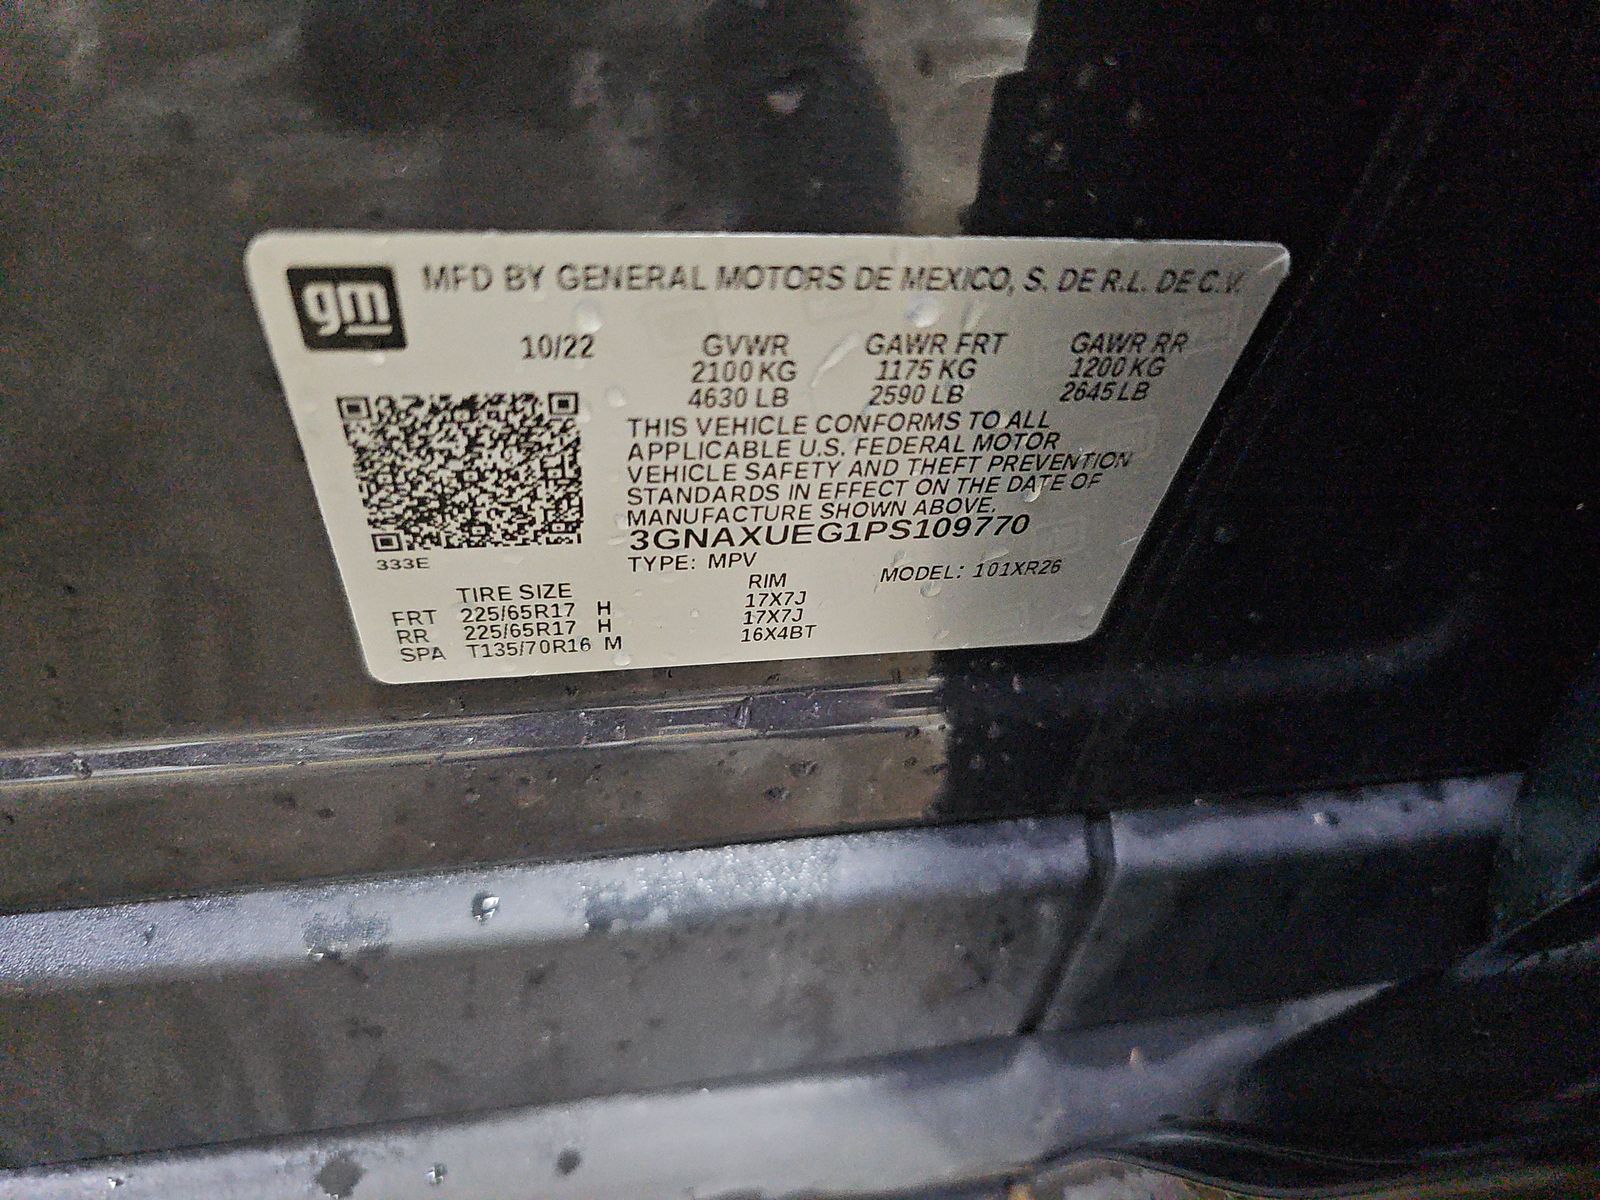 gm
MFD BY GENERAL MOTORS DE MEXICO, S. DE R.L. DE C.V.
10/22 GVWR GAWR FRT GAWR RR
2100 KG 1175 KG 1200 KG
4630 LB 2590 LB 2645 LB
THIS VEHICLE CONFORMS TO ALL
APPLICABLE U.S. FEDERAL MOTOR
VEHICLE SAFETY AND THEFT PREVENTION
STANDARDS IN EFFECT ON THE DATE OF
MANUFACTURE SHOWN ABOVE.
3GNAXUEG1PS109770
333E
TYPE: MPV MODEL: 101XR26
TIRE SIZE RIM
FRT 225/65R17 H 17X7J
RR 225/65R17 H 17X7J
SPA T135/70R16 M 16X4BT